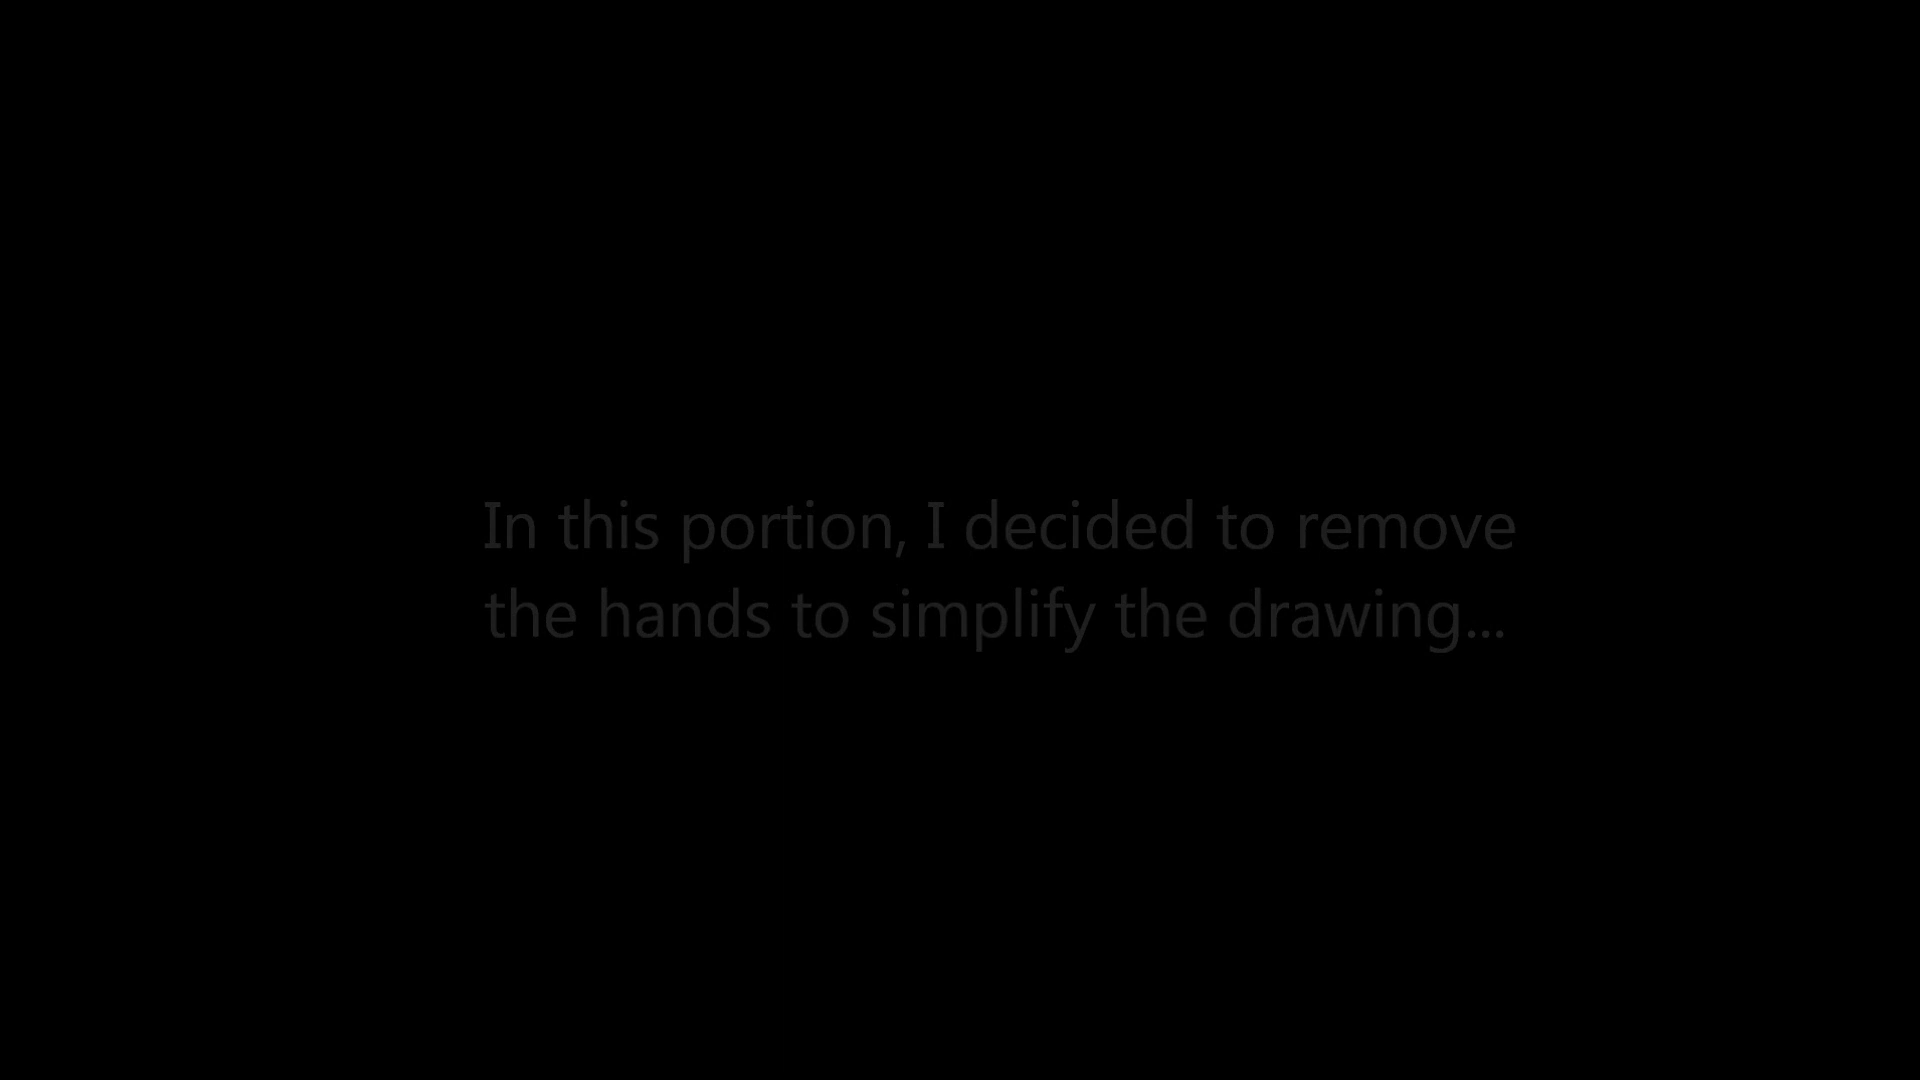 In this portion, I decided to remove
the hands to simplify the drawing...